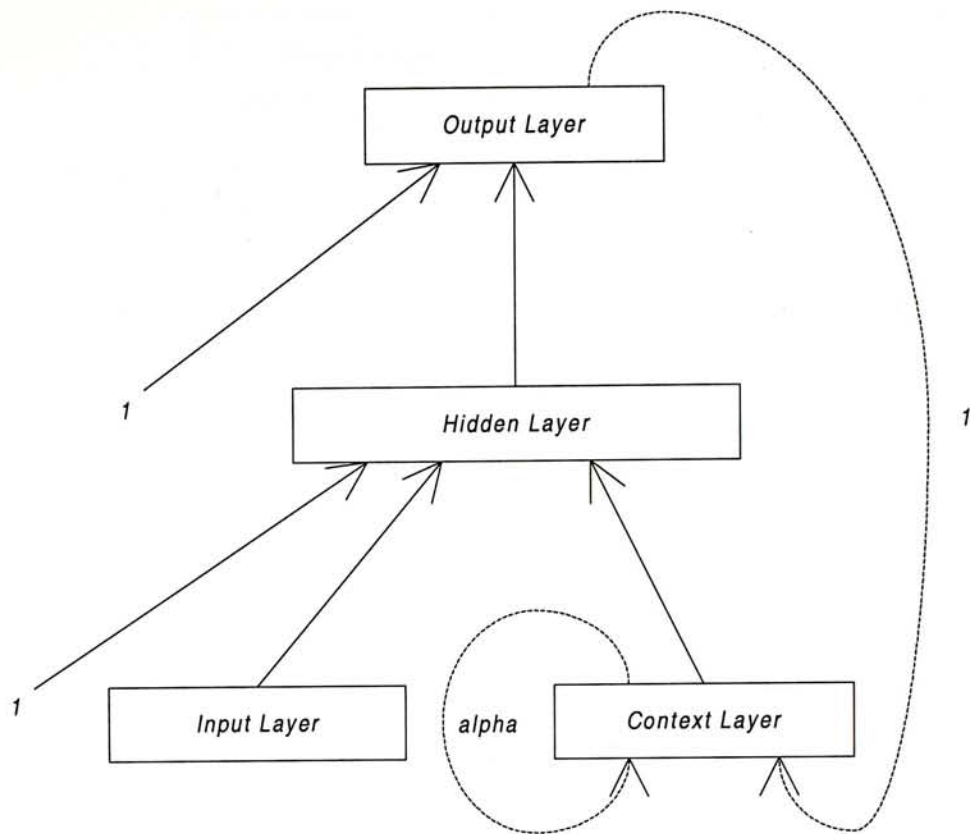 Output Layer
1
Hidden Layer
1
1
Input Layer
alpha
Context Layer